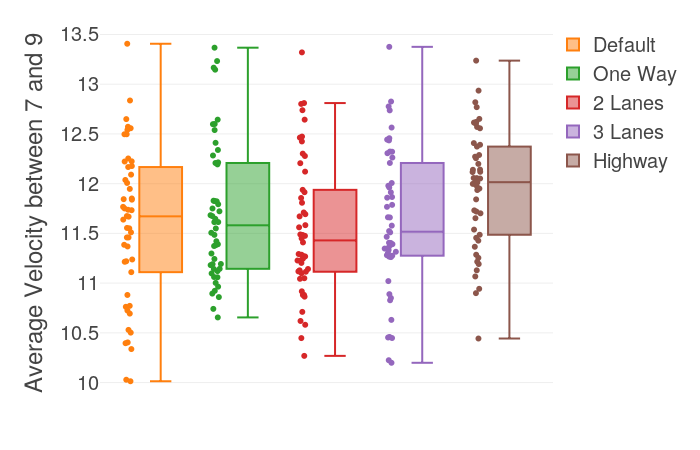 Average Velocity between 7 and 9
13.5
13
12.5
12
11.5
11
10.5
10
Default
One Way
2 Lanes
3 Lanes
Highway